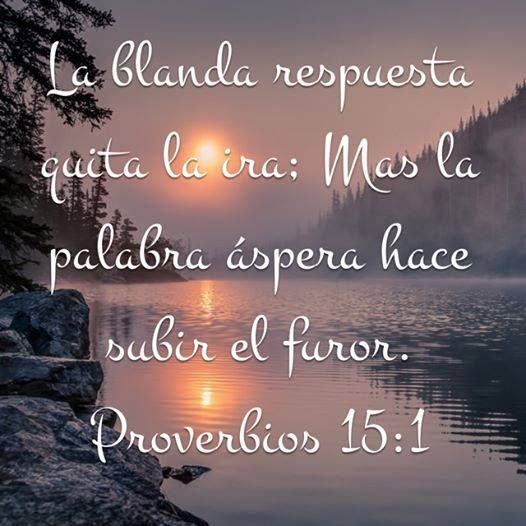 La blanda respuesta
quita la ira; Mas la
palabra áspera hace
subir el furor.
Proverbios 15:1